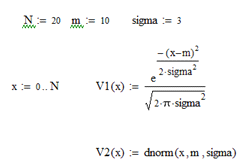 N := 20 m := 10 sigma := 3
x := 0.. N
V1(x) := e^(-(x-m)^2 / 2·sigma^2) / √(2·π·sigma^2)
V2(x) := dnorm(x, m, sigma)